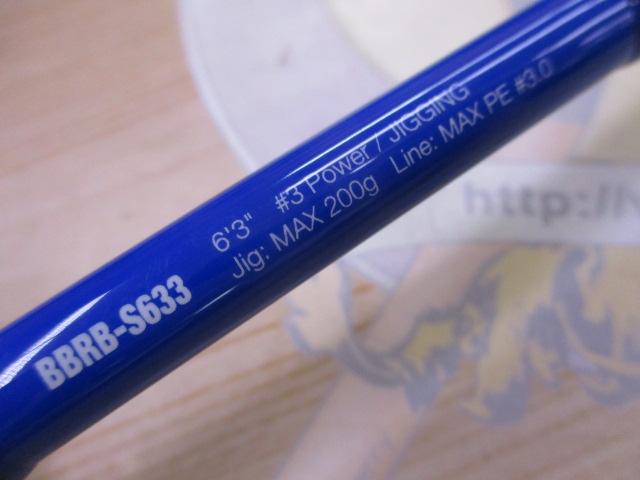 BBRB-S633
6'3" #3 Power / JIGGING
Jig: MAX 200g Line: MAX PE #3.0
http://